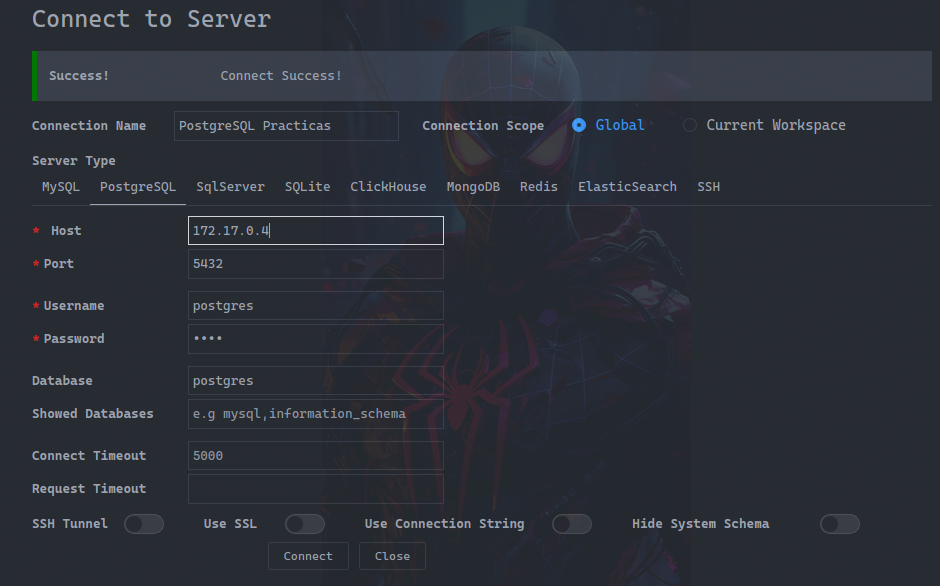 Connect to Server
Success! Connect Success!
Connection Name PostgreSQL Practicas Connection Scope Global Current Workspace
Server Type
MySQL PostgreSQL SqlServer SQLite ClickHouse MongoDB Redis ElasticSearch SSH
* Host 172.17.0.4
* Port 5432
* Username postgres
* Password ••••
Database postgres
Showed Databases e.g mysql,information_schema
Connect Timeout 5000
Request Timeout
SSH Tunnel Use SSL Use Connection String Hide System Schema
Connect Close